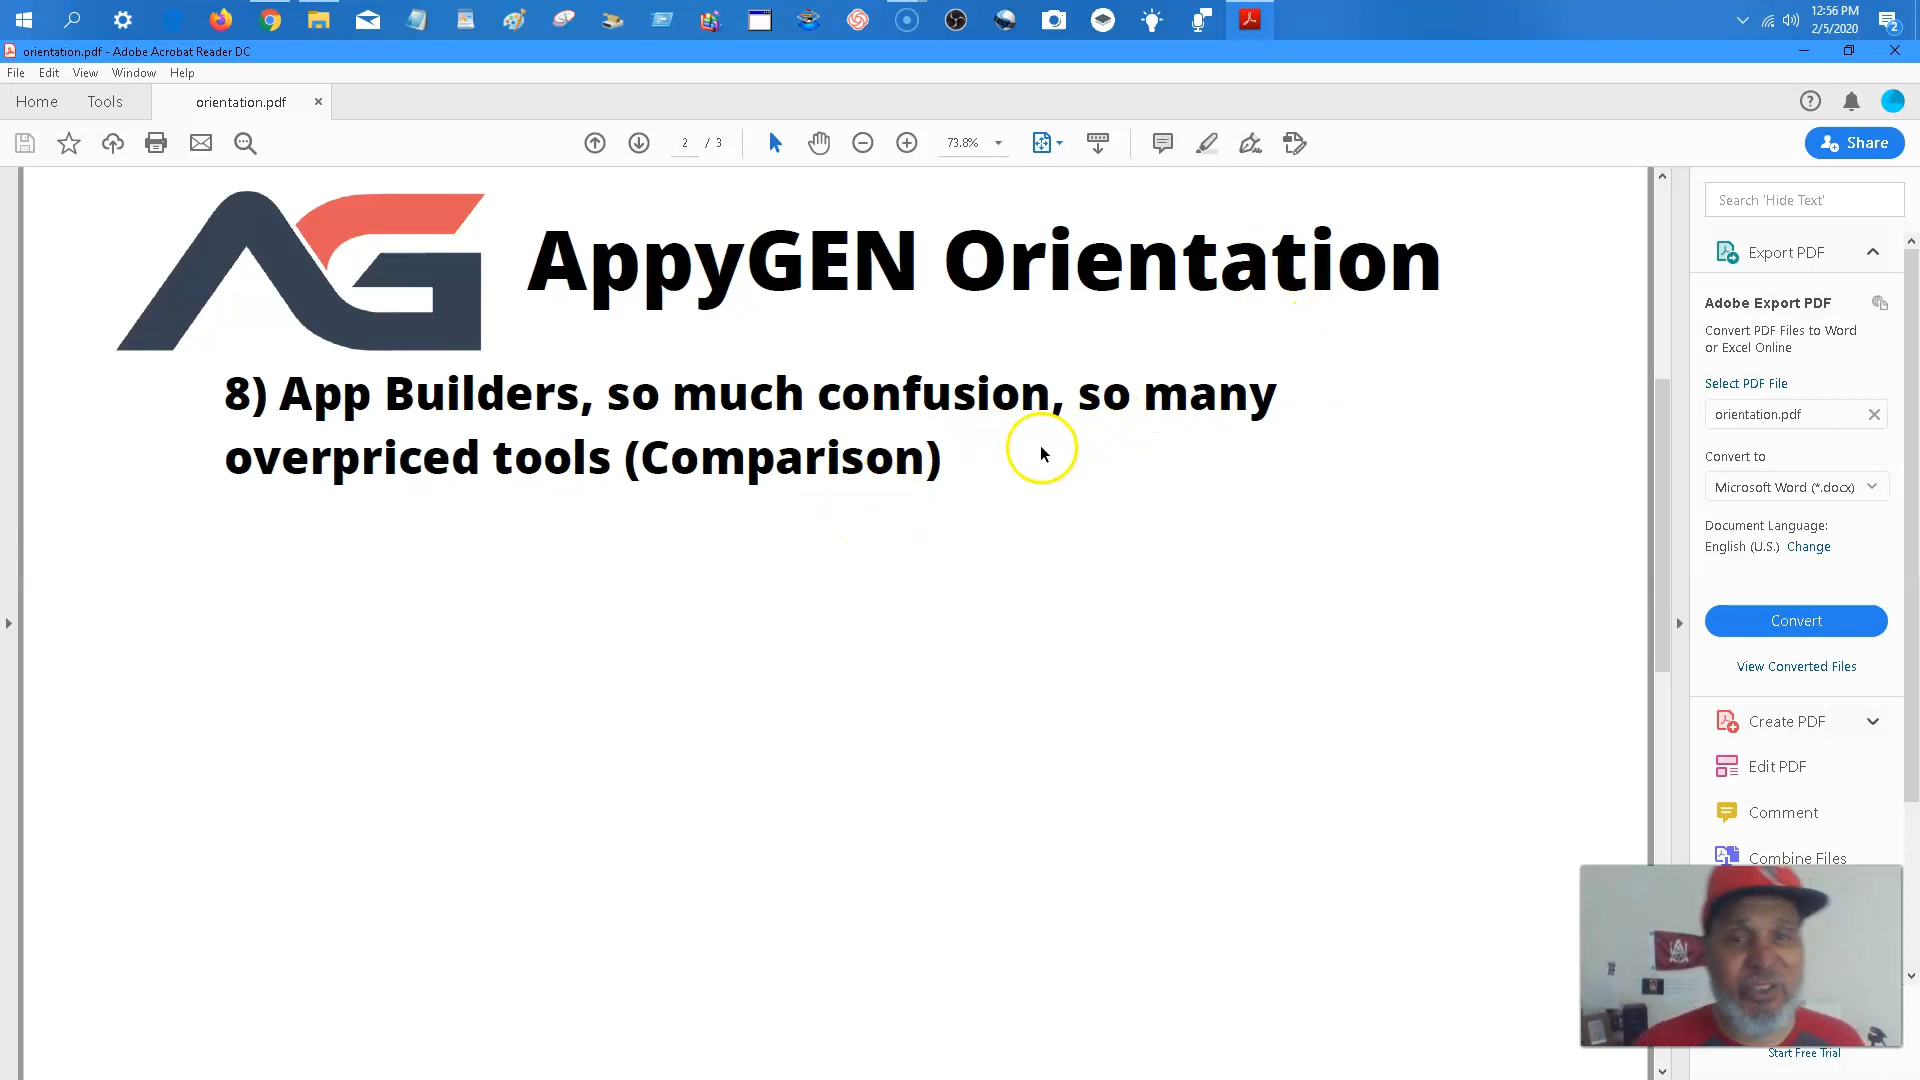 12:56 PM
2/5/2020
2
orientation.pdf - Adobe Acrobat Reader DC
File Edit View Window Help
Home Tools orientation.pdf
2 / 3 73.8% Share
AppyGEN Orientation
8) App Builders, so much confusion, so many
overpriced tools (Comparison)
Search 'Hide Text'
Export PDF
Adobe Export PDF
Convert PDF Files to Word
or Excel Online
Select PDF File
orientation.pdf
Convert to
Microsoft Word (*.docx)
Document Language:
English (U.S.) Change
Convert
View Converted Files
Create PDF
Edit PDF
Comment
Combine Files
Start Free Trial